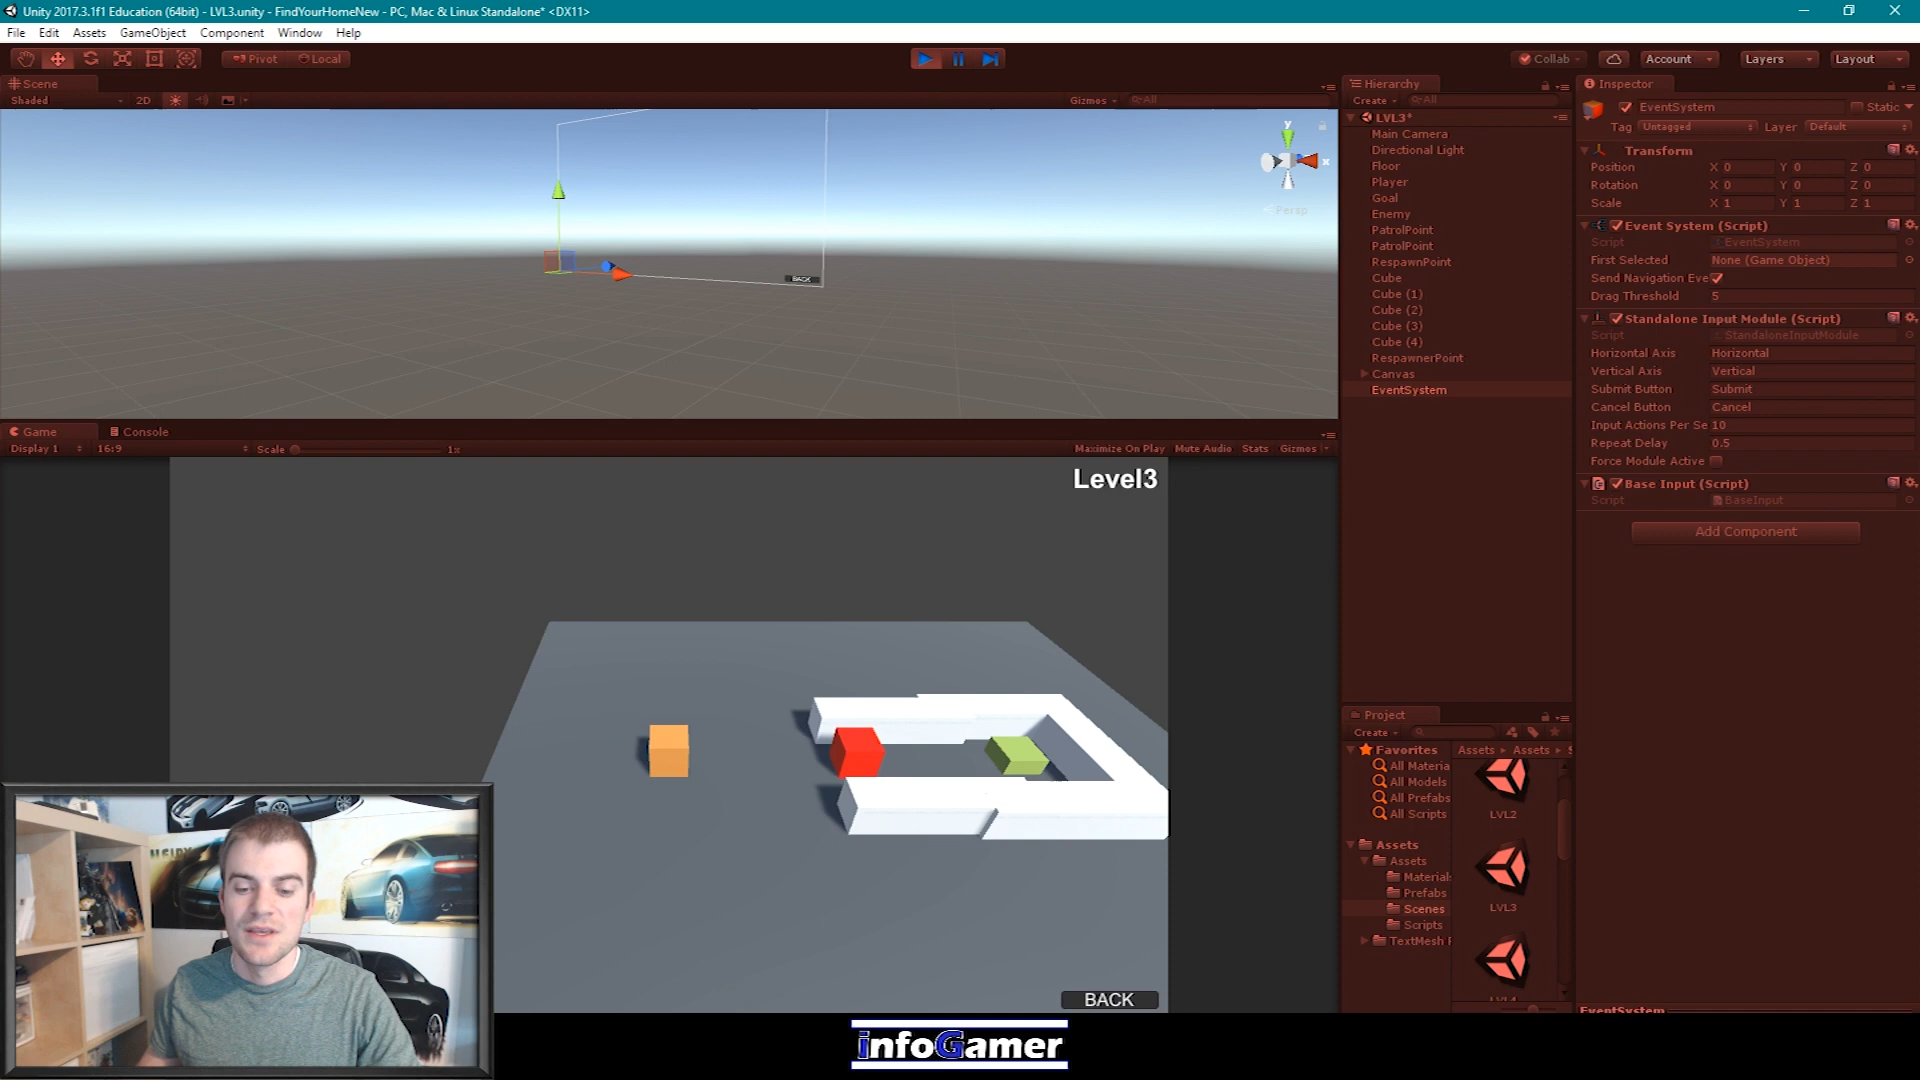 Unity 2017.3.1f1 Education (64bit) - LVL3.unity - FindYourHomeNew - PC, Mac & Linux Standalone* <DX11>
File Edit Assets GameObject Component Window Help
Pivot Local
Collab Account Layers Layout
Scene
Shaded 2D Gizmos All
y
x
Persp
BACK
Game Console
Display 1 16:9 Scale 1x Maximize On Play Mute Audio Stats Gizmos
Level3
BACK
infoGamer
Hierarchy
Create All
LVL3*
Main Camera
Directional Light
Floor
Player
Goal
Enemy
PatrolPoint
PatrolPoint
RespawnPoint
Cube
Cube (1)
Cube (2)
Cube (3)
Cube (4)
RespawnerPoint
Canvas
EventSystem
Project
Create
Favorites
All Materia
All Models
All Prefabs
All Scripts
Assets
Assets
Material
Prefabs
Scenes
Scripts
TextMesh
Assets Assets
LVL2
LVL3
LVL4
Inspector
EventSystem Static
Tag Untagged Layer Default
Transform
Position X 0 Y 0 Z 0
Rotation X 0 Y 0 Z 0
Scale X 1 Y 1 Z 1
Event System (Script)
Script EventSystem
First Selected None (Game Object)
Send Navigation Eve
Drag Threshold 5
Standalone Input Module (Script)
Script StandaloneInputModule
Horizontal Axis Horizontal
Vertical Axis Vertical
Submit Button Submit
Cancel Button Cancel
Input Actions Per Se 10
Repeat Delay 0.5
Force Module Active
Base Input (Script)
Script BaseInput
Add Component
EventSystem